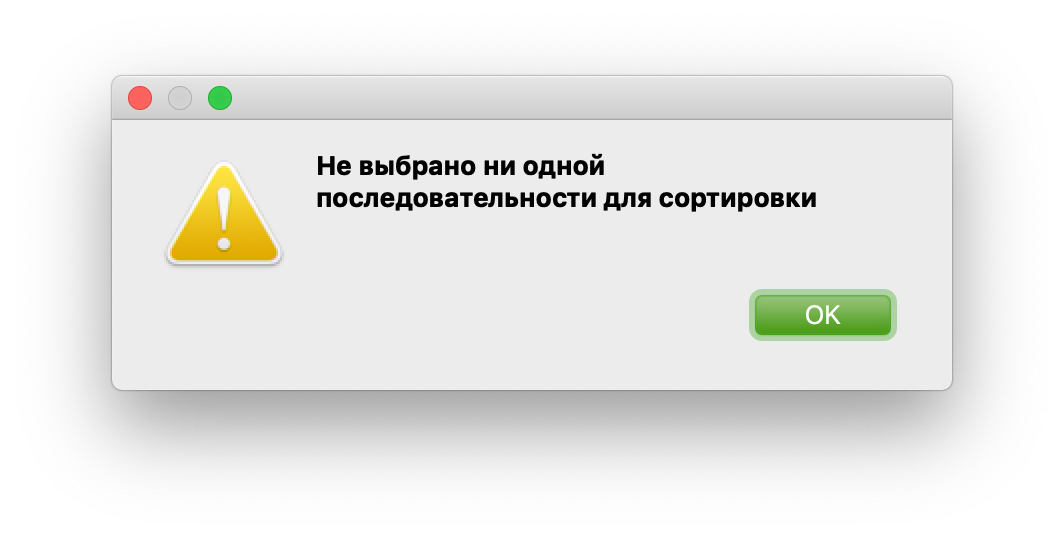 Не выбрано ни одной
последовательности для сортировки
OK